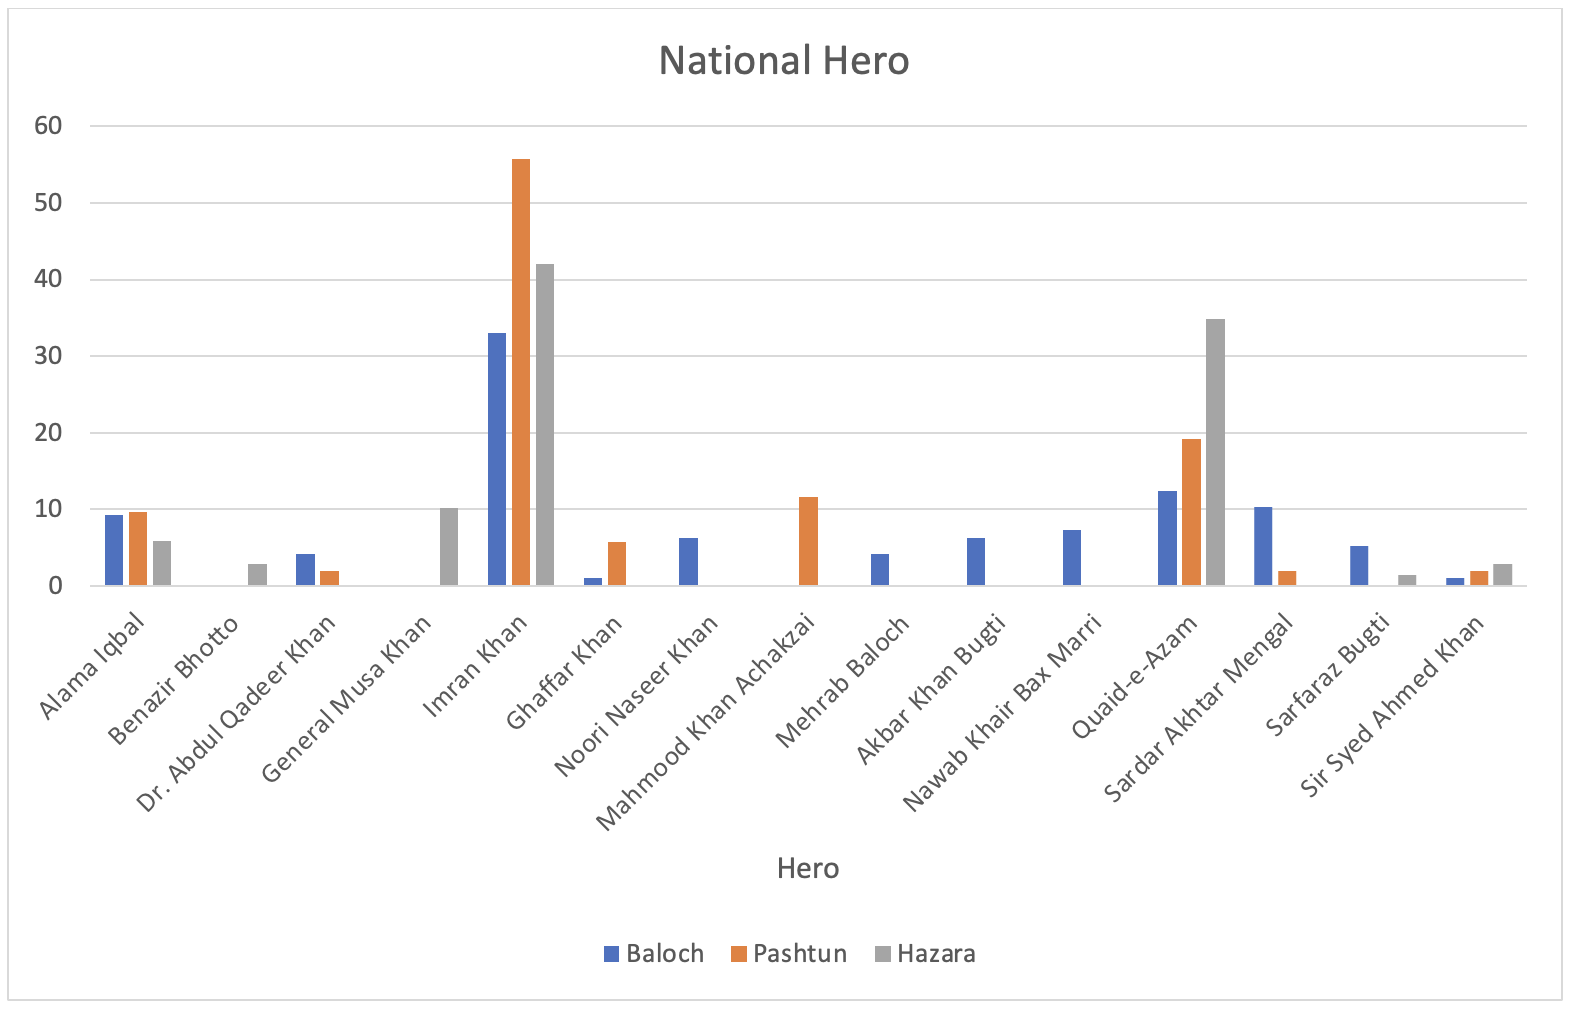 National Hero
60
50
40
30
20
10
0
Alama Iqbal
Benazir Bhotto
Dr. Abdul Qadeer Khan
General Musa Khan
Imran Khan
Ghaffar Khan
Noori Naseer Khan
Mahmood Khan Achakzai
Mehrab Baloch
Akbar Khan Bugti
Nawab Khair Bax Marri
Quaid-e-Azam
Sardar Akhtar Mengal
Sarfaraz Bugti
Sir Syed Ahmed Khan
Hero
Baloch Pashtun Hazara